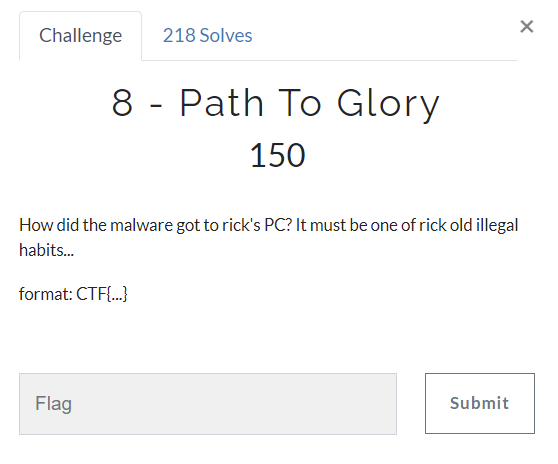 Challenge
218 Solves
×
8 - Path To Glory
150
How did the malware got to rick's PC? It must be one of rick old illegal
habits...
format: CTF{...}
Flag
Submit